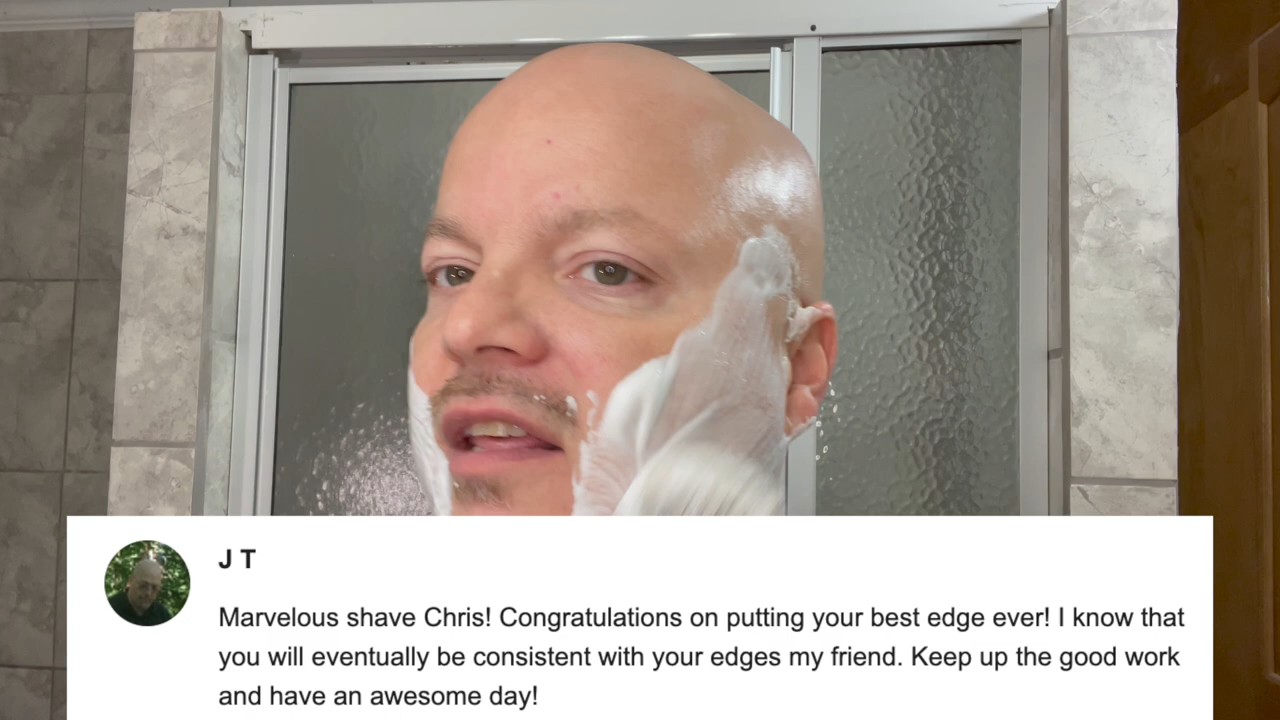 J T
Marvelous shave Chris! Congratulations on putting your best edge ever! I know that
you will eventually be consistent with your edges my friend. Keep up the good work
and have an awesome day!